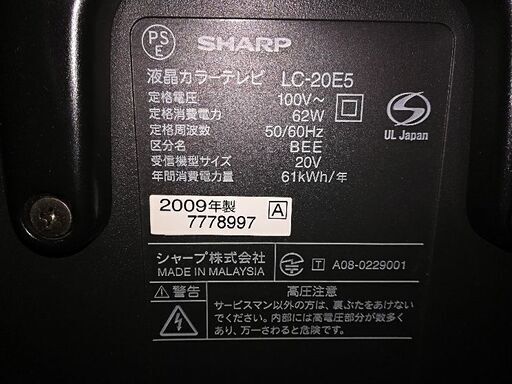 PS
E
SHARP
液晶カラーテレビ LC-20E5
定格電圧 100V~
定格消費電力 62W
定格周波数 50/60Hz
区分名 BEE
受信機型サイズ 20V
年間消費電力量 61kWh/年
S
UL Japan
2009年製 A
7778997
シャープ株式会社
MADE IN MALAYSIA
T A08-0229001
警告 高圧注意
サービスマン以外の方は、裏ぶたをあけない
でください。内部には高電圧部分が数多く
あり、万一さわると危険です。